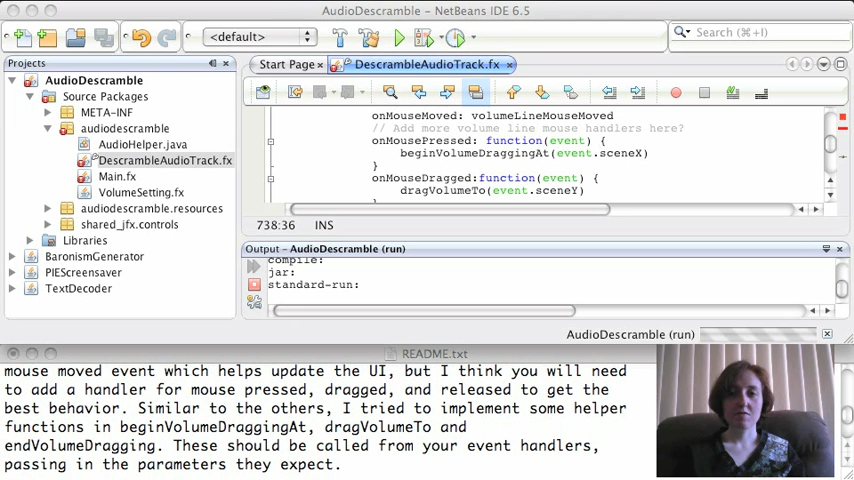 AudioDescramble - NetBeans IDE 6.5
<default>
Search (⌘+I)
Projects
Start Page
DescrambleAudioTrack.fx
AudioDescramble
Source Packages
META-INF
audiodescramble
AudioHelper.java
DescrambleAudioTrack.fx
Main.fx
VolumeSetting.fx
audiodescramble.resources
shared_jfx.controls
Libraries
BaronismGenerator
PIEScreensaver
TextDecoder
onMouseMoved: volumeLineMouseMoved
// Add more volume line mouse handlers here?
onMousePressed: function(event) {
beginVolumeDraggingAt(event.sceneX)
}
onMouseDragged:function(event) {
dragVolumeTo(event.sceneY)
738:36 INS
Output - AudioDescramble (run)
compile:
jar:
standard-run:
AudioDescramble (run)
README.txt
mouse moved event which helps update the UI, but I think you will need
to add a handler for mouse pressed, dragged, and released to get the
best behavior. Similar to the others, I tried to implement some helper
functions in beginVolumeDraggingAt, dragVolumeTo and
endVolumeDragging. These should be called from your event handlers,
passing in the parameters they expect.